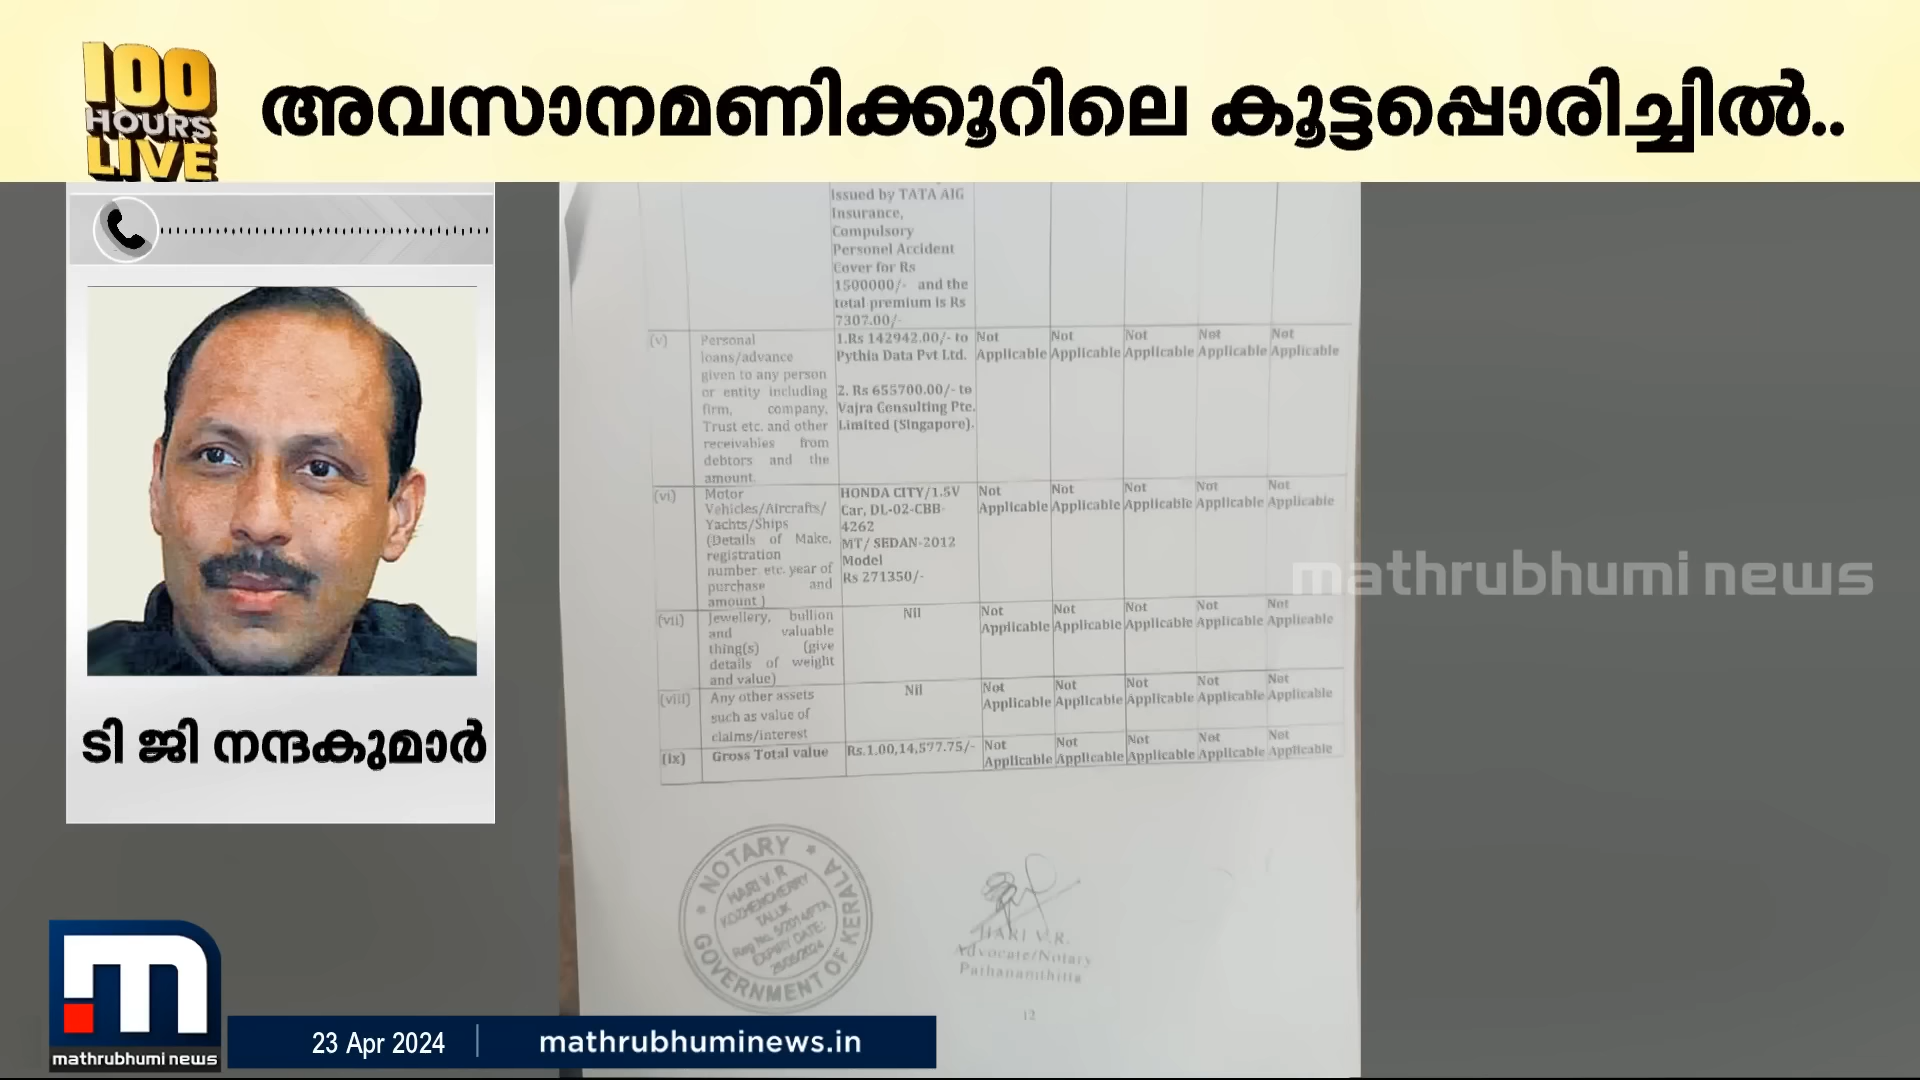 100
HOURS
LIVE
അവസാനമണിക്കൂറിലെ കൂട്ടപ്പൊരിച്ചിൽ..
ടി ജി നന്ദകുമാർ
Issued by TATA AIG
Insurance,
Compulsory
Personel Accident
Cover for Rs
1500000/- and the
total premium is Rs
7307.00/-
(v) Personal
loans/advance
given to any person
or entity including
firm, company,
Trust etc. and other
receivables from
debtors and the
amount.
1.Rs 142942.00/- to
Pythia Data Pvt Ltd.
2. Rs 655700.00/- to
Vajra Consulting Pte.
Limited (Singapore).
Not Not Not Not Not
Applicable Applicable Applicable Applicable Applicable
(vi) Motor
Vehicles/Aircrafts/
Yachts/Ships
(Details of Make,
registration
number. etc. year of
purchase and
amount )
HONDA CITY/1.5V
Car, DL-02-CBB-
4262
MT/ SEDAN-2012
Model
Rs 271350/-
Not Not Not Not Not
Applicable Applicable Applicable Applicable Applicable
(vii) Jewellery, bullion
and valuable
thing(s) (give
details of weight
and value)
Nil
Not Not Not Not Not
Applicable Applicable Applicable Applicable Applicable
(viii) Any other assets
such as value of
claims/interest
Nil
Not Not Not Not Not
Applicable Applicable Applicable Applicable Applicable
(ix) Gross Total value Rs.1,00,14,577.75/-
Not Not Not Not Not
Applicable Applicable Applicable Applicable Applicable
mathrubhumi news
NOTARY
HARI V. R
KOZHENCHERRY
TALUK
Reg No. 5/2014/PTA
EXPIRY DATE:
GOVERNMENT OF KERALA
HARI V.R.
Advocate/Notary
Pathanamthitta
12
mathrubhumi news
23 Apr 2024
mathrubhuminews.in